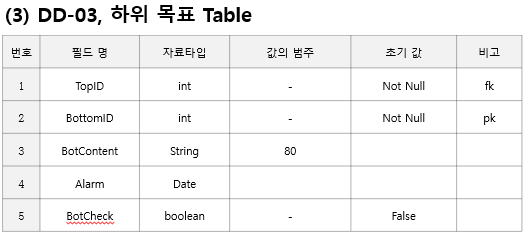 (3) DD-03, 하위 목표 Table
번호 필드 명 자료타입 값의 범주 초기 값 비고
1 TopID int - Not Null fk
2 BottomID int - Not Null pk
3 BotContent String 80
4 Alarm Date
5 BotCheck boolean - False